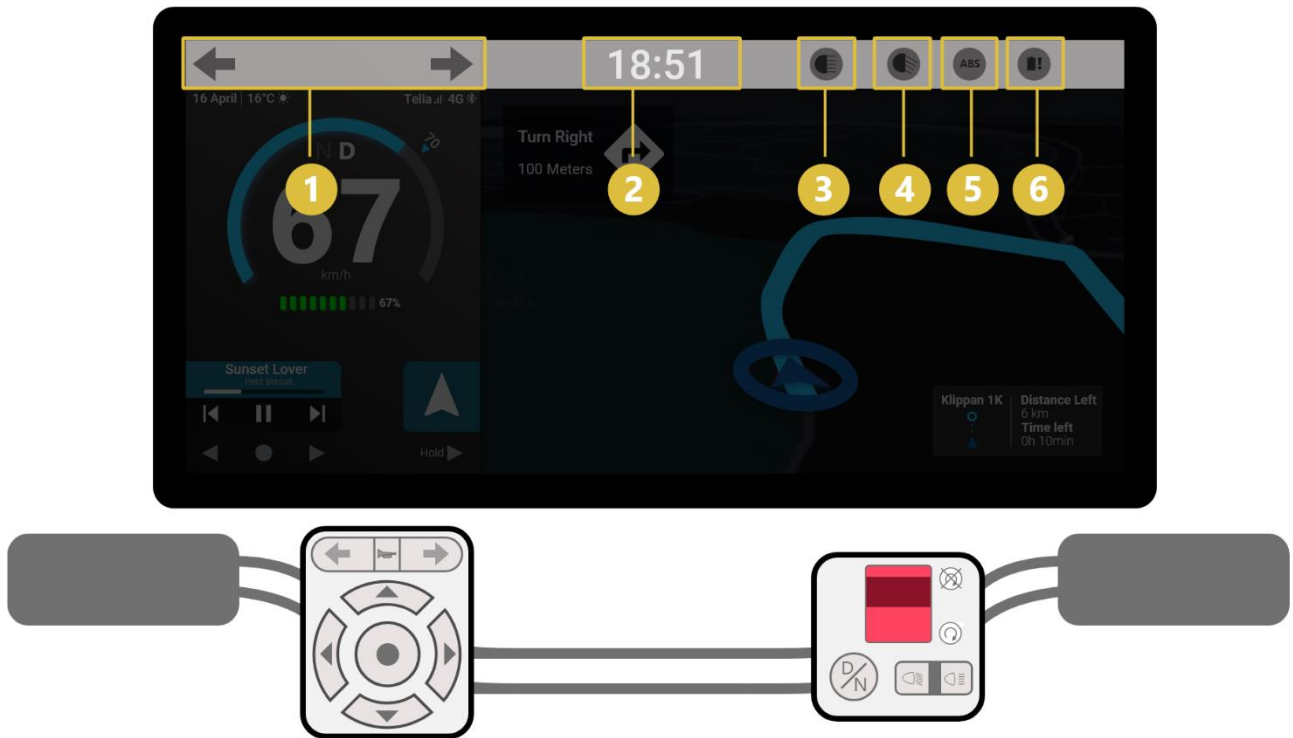 18:51
ABS
16 April | 16°C
Telia 4G
N D
70
67
km/h
67%
Turn Right
100 Meters
1
2
3
4
5
6
Sunset Lover
Petit Biscuit
Hold
Klippan 1K
Distance Left
6 km
Time left
0h 10min
D/N